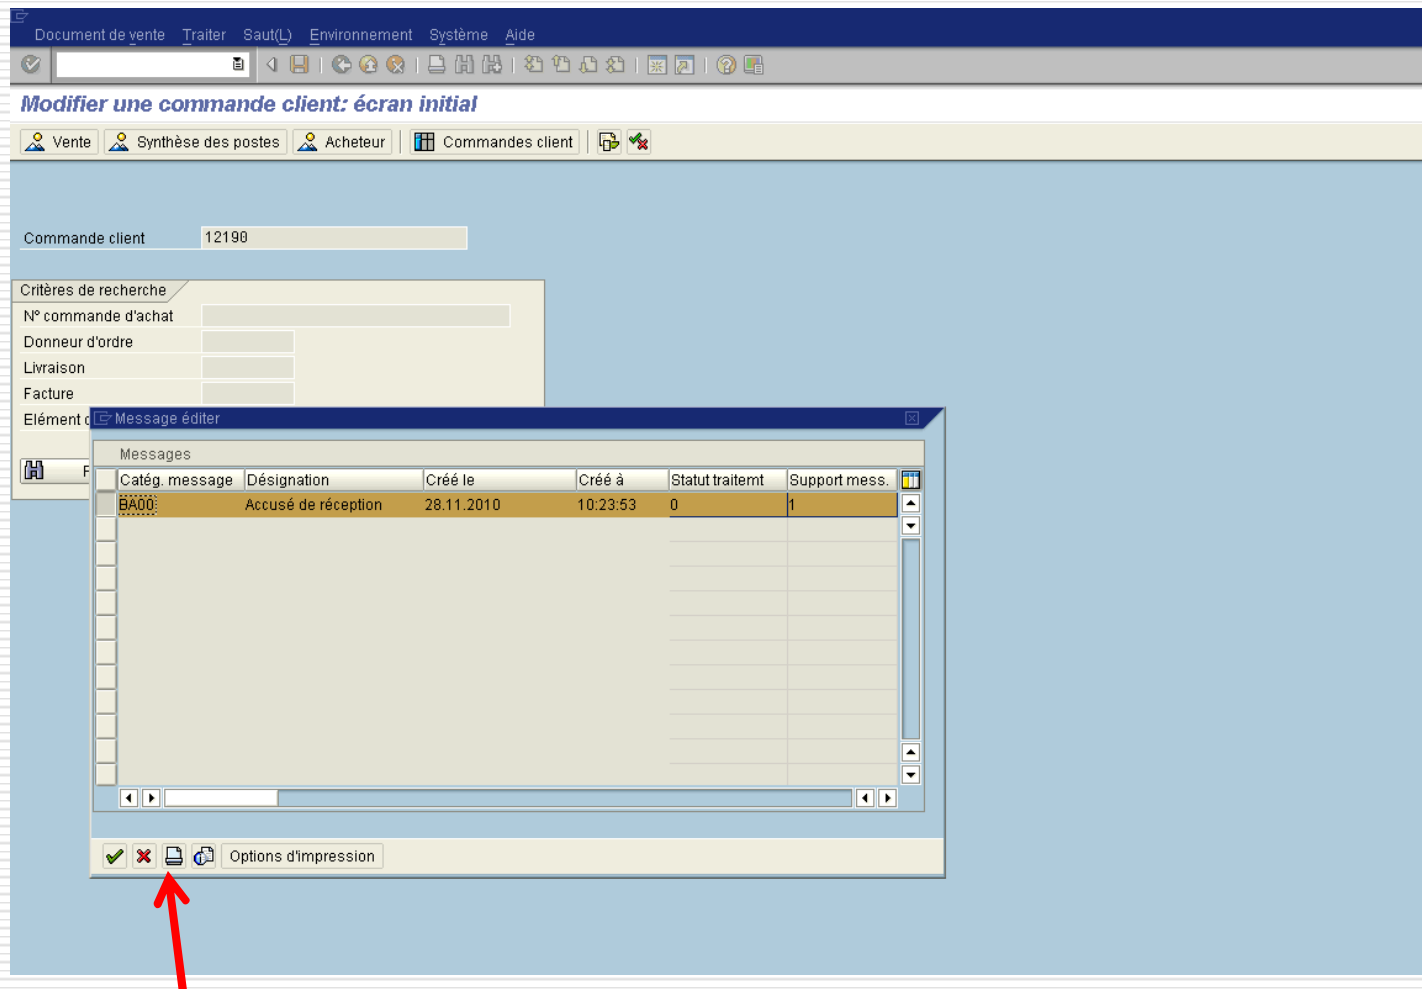 Document de vente Traiter Saut(L) Environnement Système Aide
Modifier une commande client: écran initial
Vente Synthèse des postes Acheteur Commandes client
Commande client 12190
Critères de recherche
Nº commande d'achat
Donneur d'ordre
Livraison
Facture
Elément
Message éditer
Messages
Catég. message Désignation Créé le Créé à Statut traitemt Support mess.
BA00 Accusé de réception 28.11.2010 10:23:53 0 1
Options d'impression